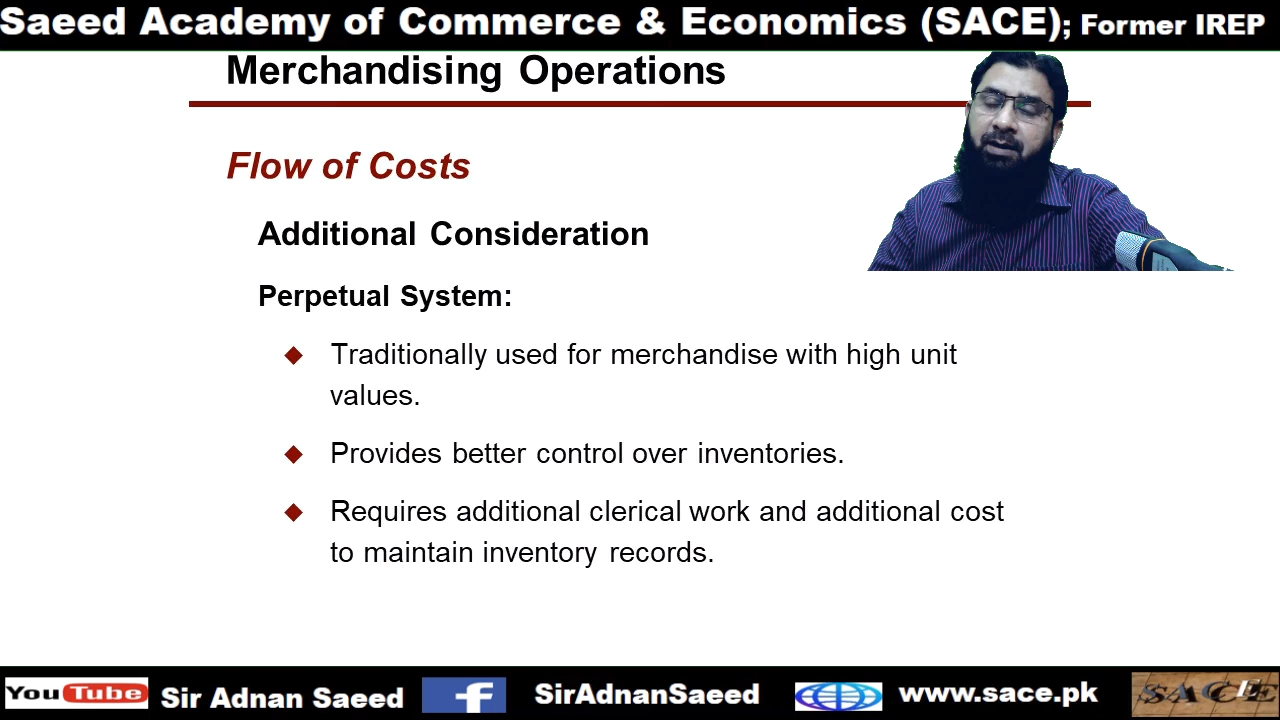 Saeed Academy of Commerce & Economics (SACE); Former IREP
Merchandising Operations
Flow of Costs
Additional Consideration
Perpetual System:
Traditionally used for merchandise with high unit
values.
Provides better control over inventories.
Requires additional clerical work and additional cost
to maintain inventory records.
YouTube Sir Adnan Saeed f SirAdnanSaeed www.sace.pk SACE